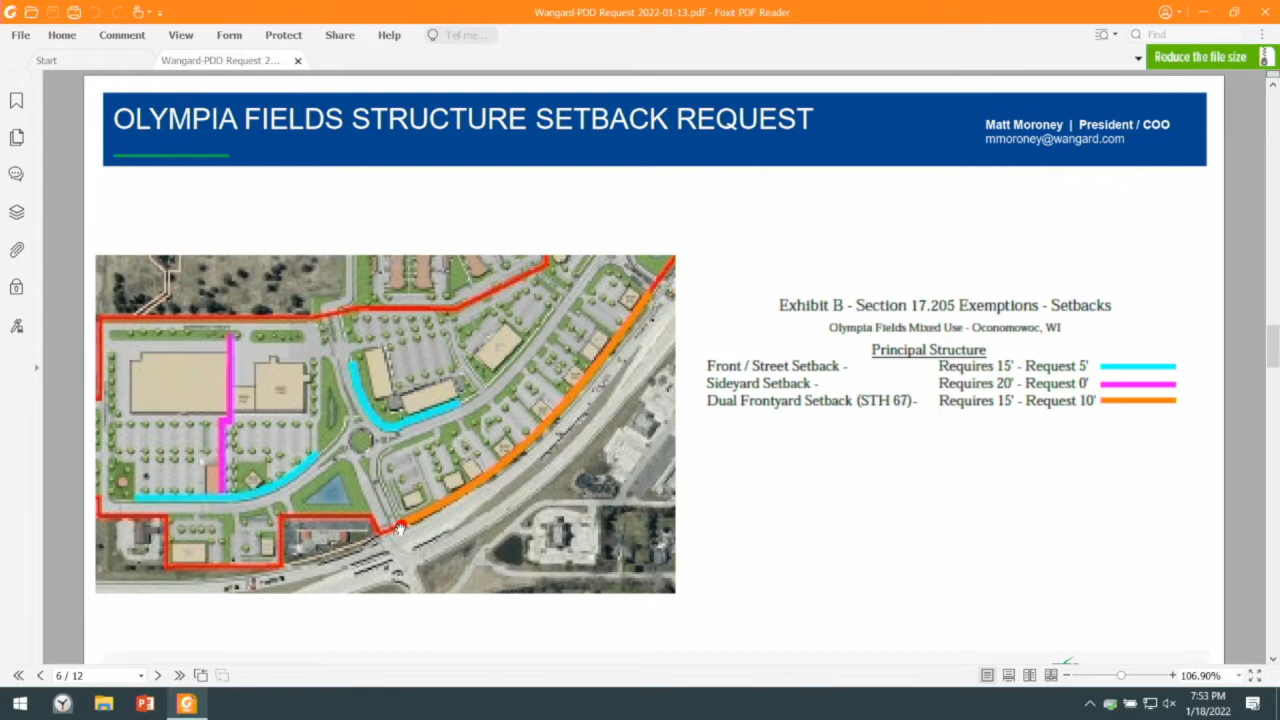 Wangard-PDD Request 2022-01-13.pdf - Foxit PDF Reader
File Home Comment View Form Protect Share Help Tell me... Find
Start Wangard-PDD Request 2... Reduce the file size
OLYMPIA FIELDS STRUCTURE SETBACK REQUEST
Matt Moroney | President / COO
mmoroney@wangard.com
Exhibit B - Section 17.205 Exemptions - Setbacks
Olympia Fields Mixed Use - Oconomowoc, WI
Principal Structure
Front / Street Setback - Requires 15' - Request 5'
Sideyard Setback - Requires 20' - Request 0'
Dual Frontyard Setback (STH 67)- Requires 15' - Request 10'
6 / 12 106.90%
7:53 PM
1/18/2022